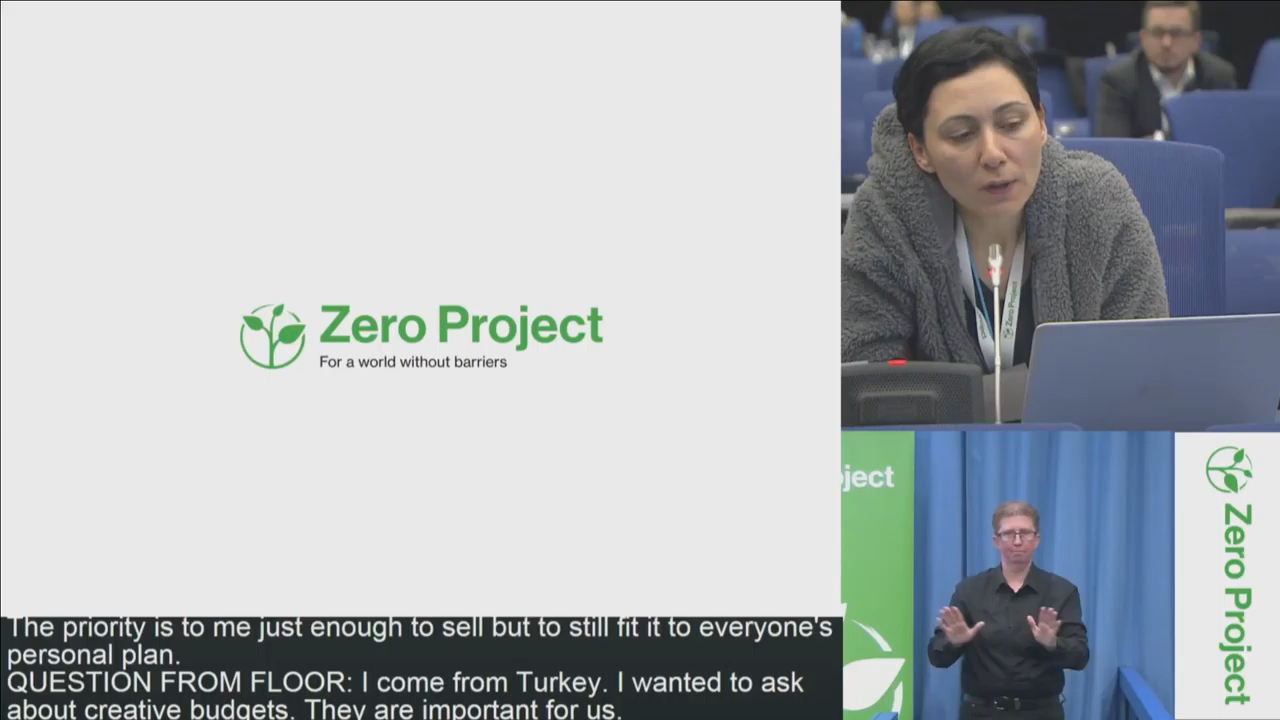 Zero Project
For a world without barriers
The priority is to me just enough to sell but to still fit it to everyone's
personal plan.
QUESTION FROM FLOOR: I come from Turkey. I wanted to ask
about creative budgets. They are important for us.
Zero Project
ject
Zero Project